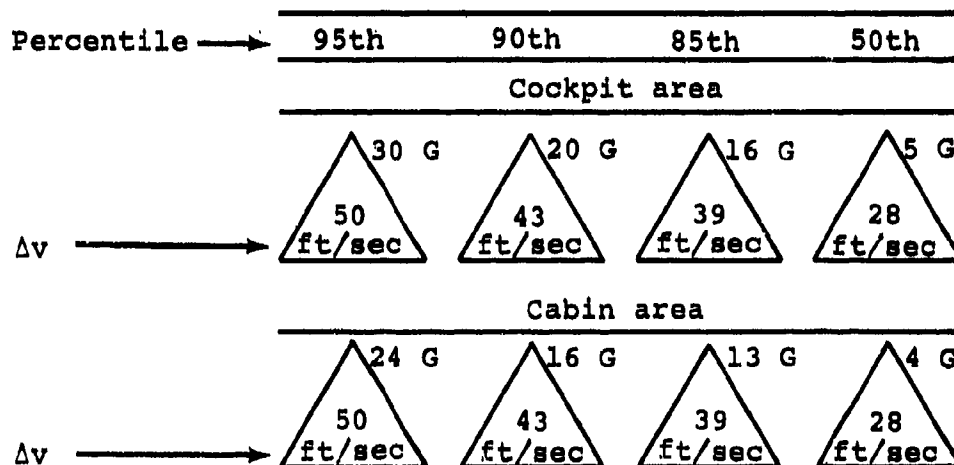 Percentile 95th 90th 85th 50th
Cockpit area
30 G 20 G 16 G 5 G
50 43 39 28
Δv ft/sec ft/sec ft/sec ft/sec
Cabin area
24 G 16 G 13 G 4 G
50 43 39 28
ft/sec ft/sec ft/sec ft/sec
Δv